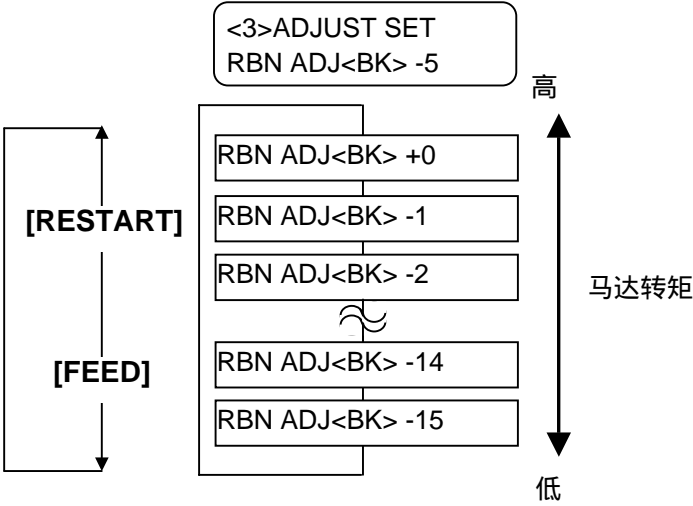 <3>ADJUST SET
RBN ADJ<BK> -5
高
RBN ADJ<BK> +0
[RESTART]
RBN ADJ<BK> -1
RBN ADJ<BK> -2
马达转矩
[FEED]
RBN ADJ<BK> -14
RBN ADJ<BK> -15
低